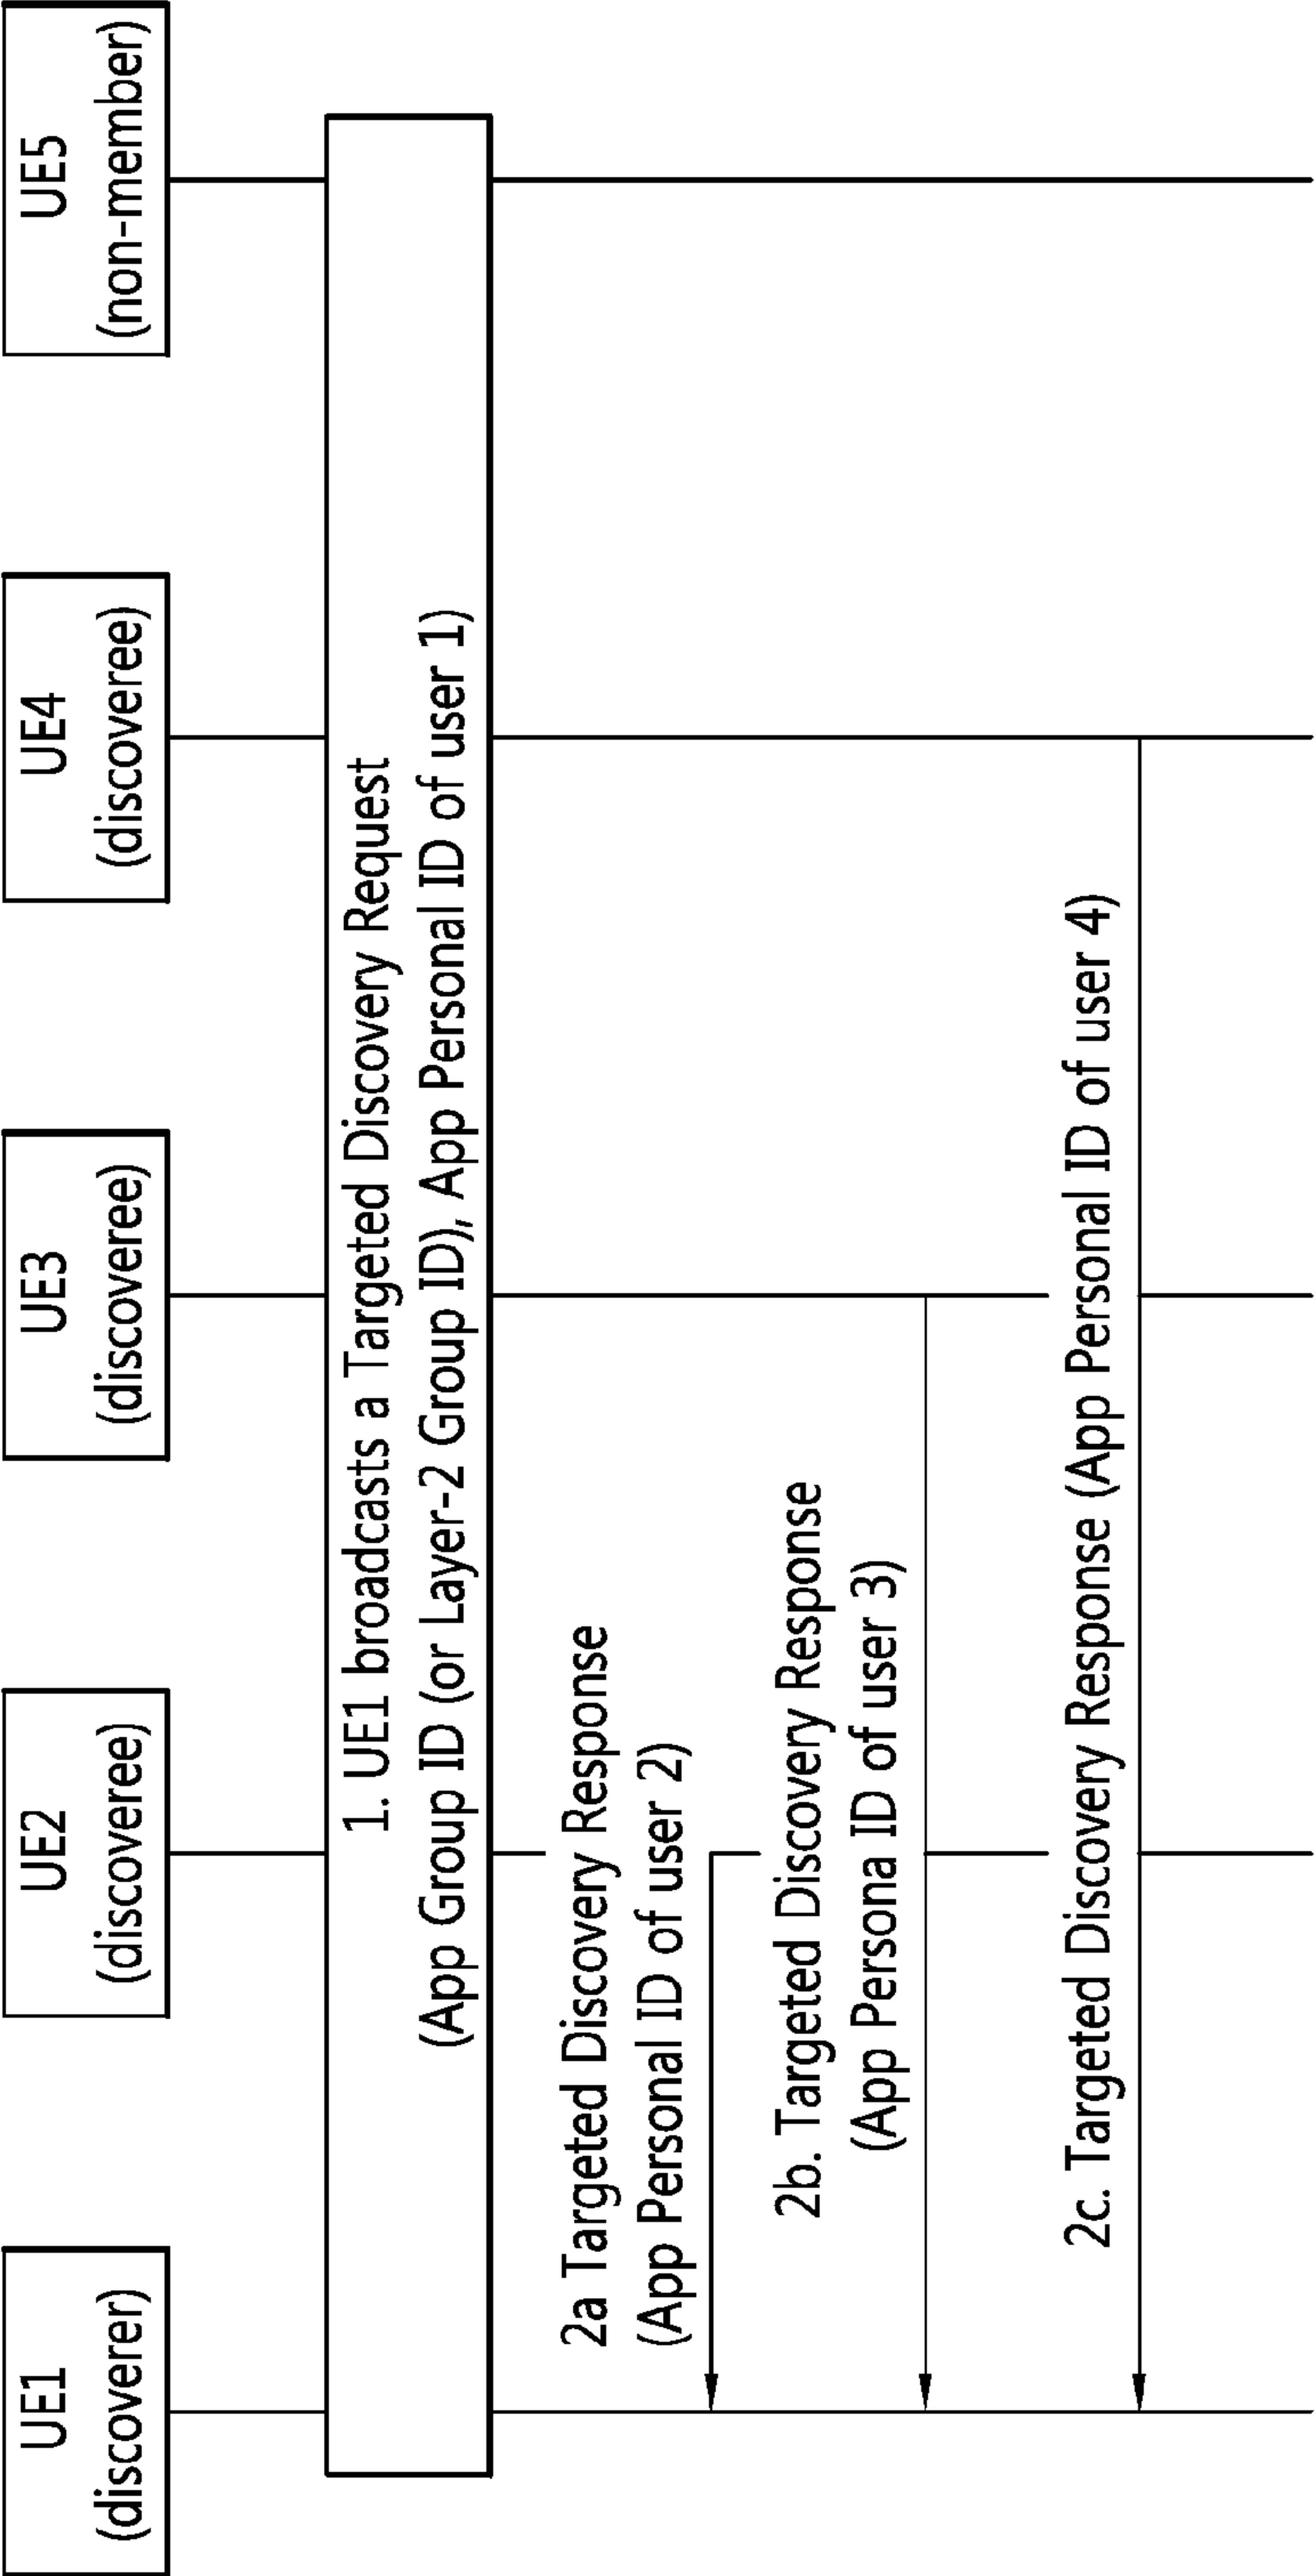 UE1
(discoverer)
UE2
(discoveree)
UE3
(discoveree)
UE4
(discoveree)
UE5
(non-member)
1. UE1 broadcasts a Targeted Discovery Request
(App Group ID (or Layer-2 Group ID), App Personal ID of user 1)
2a Targeted Discovery Response
(App Personal ID of user 2)
2b. Targeted Discovery Response
(App Persona ID of user 3)
2c. Targeted Discovery Response (App Personal ID of user 4)